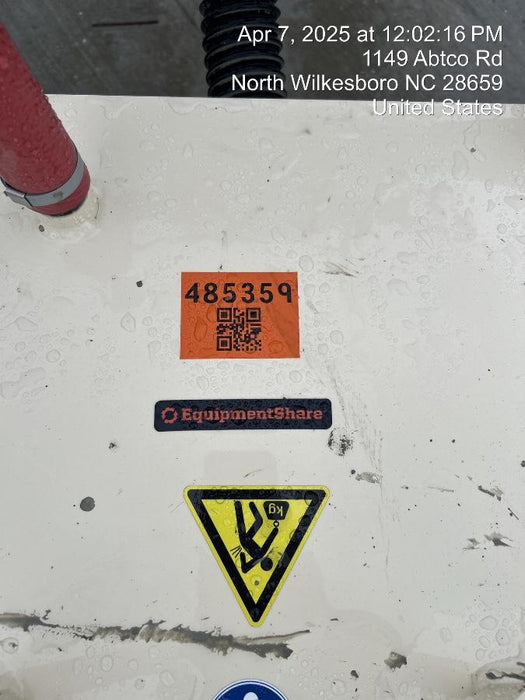 Apr 7, 2025 at 12:02:16 PM
1149 Abtco Rd
North Wilkesboro NC 28659
United States
485359
EquipmentShare
kg